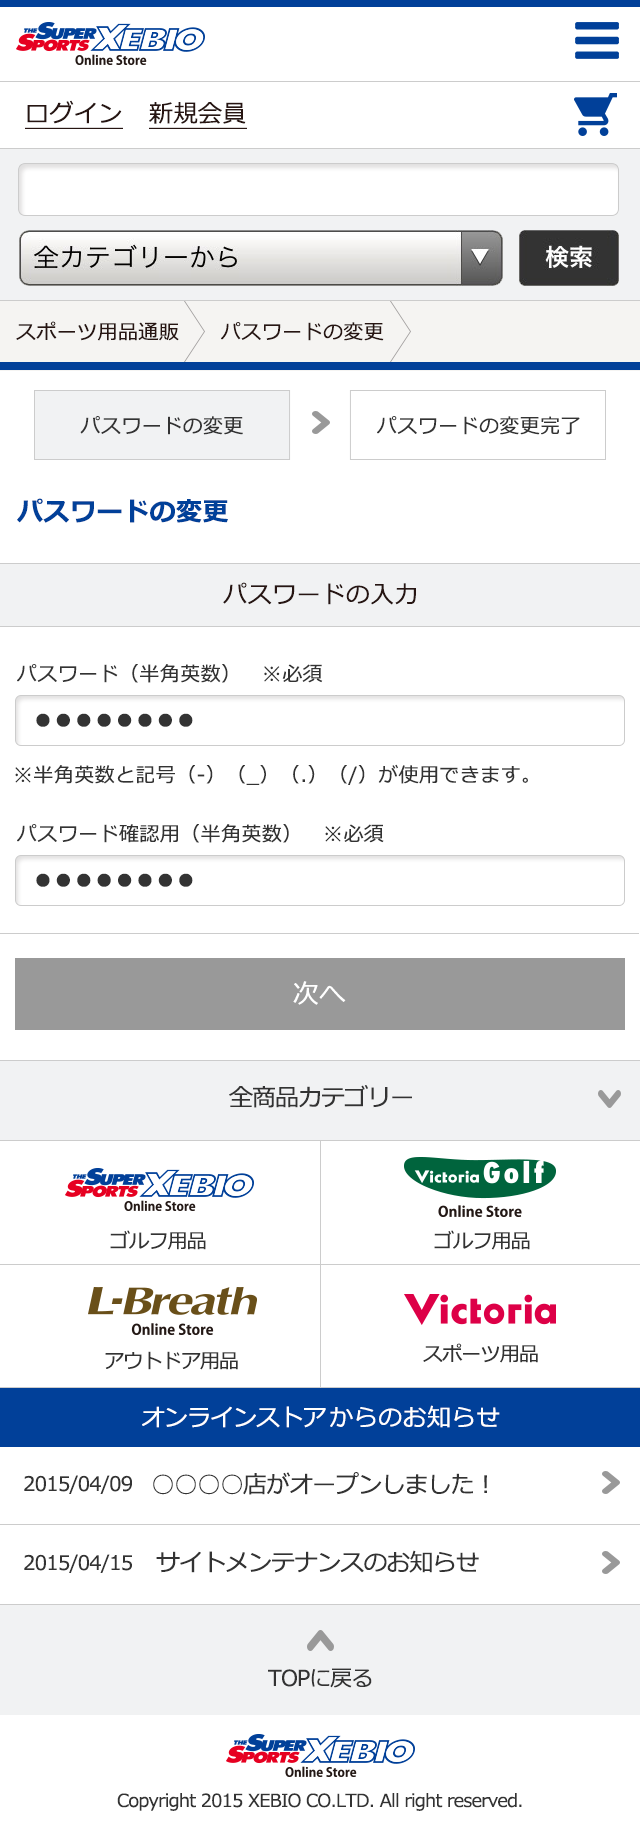 THE SUPER SPORTS XEBIO
Online Store
ログイン 新規会員
全カテゴリーから ▼ 検索
スポーツ用品通販 パスワードの変更
パスワードの変更 パスワードの変更完了
パスワードの変更
パスワードの入力
パスワード（半角英数） ※必須
●●●●●●●●
※半角英数と記号（-）（_）（.）（/）が使用できます。
パスワード確認用（半角英数） ※必須
●●●●●●●●
次へ
全商品カテゴリー
THE SUPER SPORTS XEBIO
Online Store
ゴルフ用品
Victoria Golf
Online Store
ゴルフ用品
L-Breath
Online Store
アウトドア用品
Victoria
スポーツ用品
オンラインストアからのお知らせ
2015/04/09 〇〇〇〇店がオープンしました！
2015/04/15 サイトメンテナンスのお知らせ
TOPに戻る
THE SUPER SPORTS XEBIO
Online Store
Copyright 2015 XEBIO CO.LTD. All right reserved.